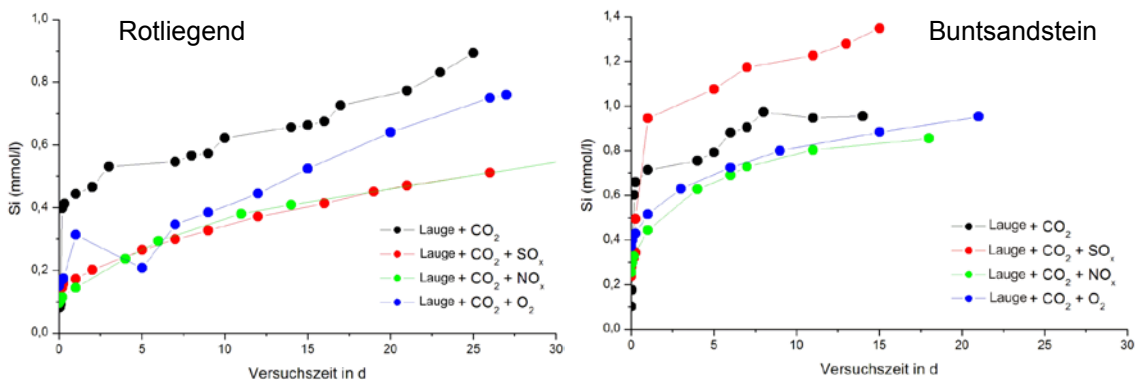 Rotliegend
1,0
0,8
0,6
0,4
0,2
0,0
Si (mmol/l)
0 5 10 15 20 25 30
Versuchszeit in d
Lauge + CO₂
Lauge + CO₂ + SOₓ
Lauge + CO₂ + NOₓ
Lauge + CO₂ + O₂
Buntsandstein
1,4
1,2
1,0
0,8
0,6
0,4
0,2
0,0
Si (mmol/l)
0 5 10 15 20 25 30
Versuchszeit in d
Lauge + CO₂
Lauge + CO₂ + SOₓ
Lauge + CO₂ + NOₓ
Lauge + CO₂ + O₂